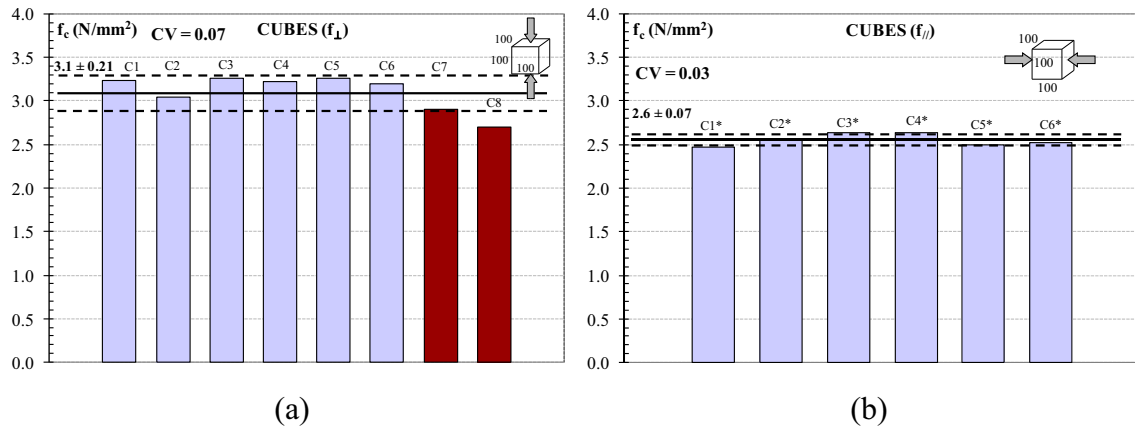 f_c (N/mm²) CV = 0.07 CUBES (f⊥)
3.1 ± 0.21
C1 C2 C3 C4 C5 C6 C7 C8
100
100
100
4.0
3.5
3.0
2.5
2.0
1.5
1.0
0.5
0.0
(a)
f_c (N/mm²) CUBES (f//)
CV = 0.03
2.6 ± 0.07
C1* C2* C3* C4* C5* C6*
100
100
100
4.0
3.5
3.0
2.5
2.0
1.5
1.0
0.5
0.0
(b)